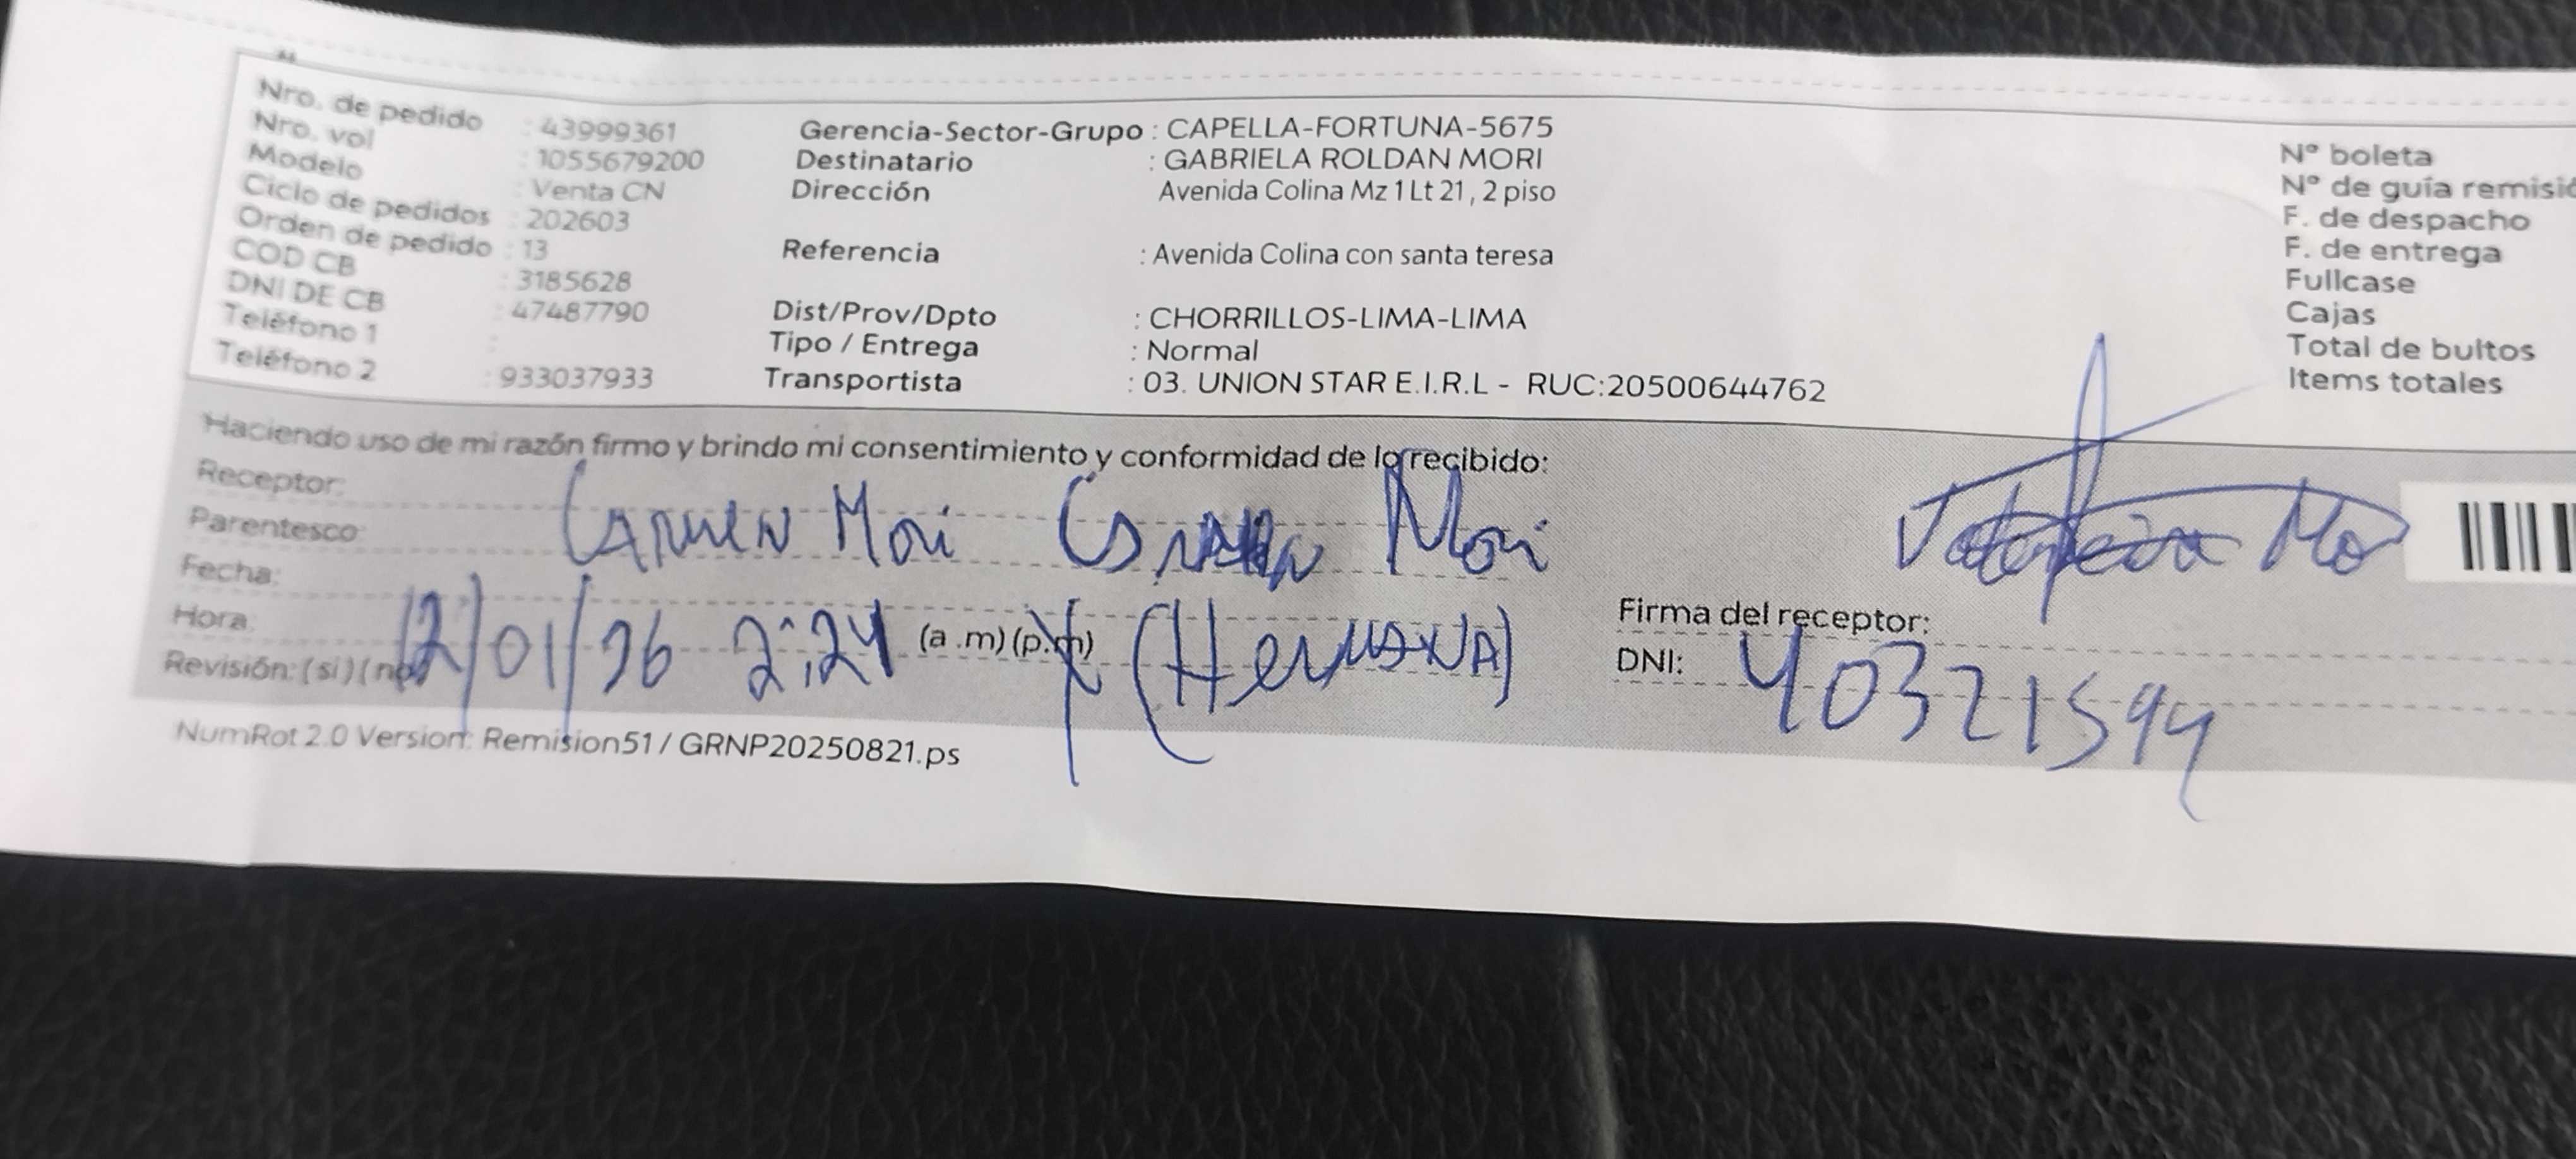 Nro. de pedido : 43999361
Nro. vol : 1055679200
Modelo : Venta CN
Ciclo de pedidos : 202603
Orden de pedido : 13
COD CB : 3185628
DNI DE CB : 47487790
Teléfono 1 :
Teléfono 2 : 933037933
Gerencia-Sector-Grupo : CAPELLA-FORTUNA-5675
Destinatario : GABRIELA ROLDAN MORI
Dirección Avenida Colina Mz 1 Lt 21 , 2 piso
Referencia : Avenida Colina con santa teresa
Dist/Prov/Dpto : CHORRILLOS-LIMA-LIMA
Tipo / Entrega : Normal
Transportista : 03. UNION STAR E.I.R.L - RUC:20500644762
N° boleta
N° de guía remisió
F. de despacho
F. de entrega
Fullcase
Cajas
Total de bultos
Items totales
Haciendo uso de mi razón firmo y brindo mi consentimiento y conformidad de lo recibido:
Receptor:
Parentesco:
Carmen Mori Mori
Fecha:
Hora: 12/01/26 2:24 (a .m) (p.m) (Hermana)
Revisión: (si) (no)
Firma del receptor:
DNI: 40321594
NumRot 2.0 Version: Remision51 / GRNP20250821.ps